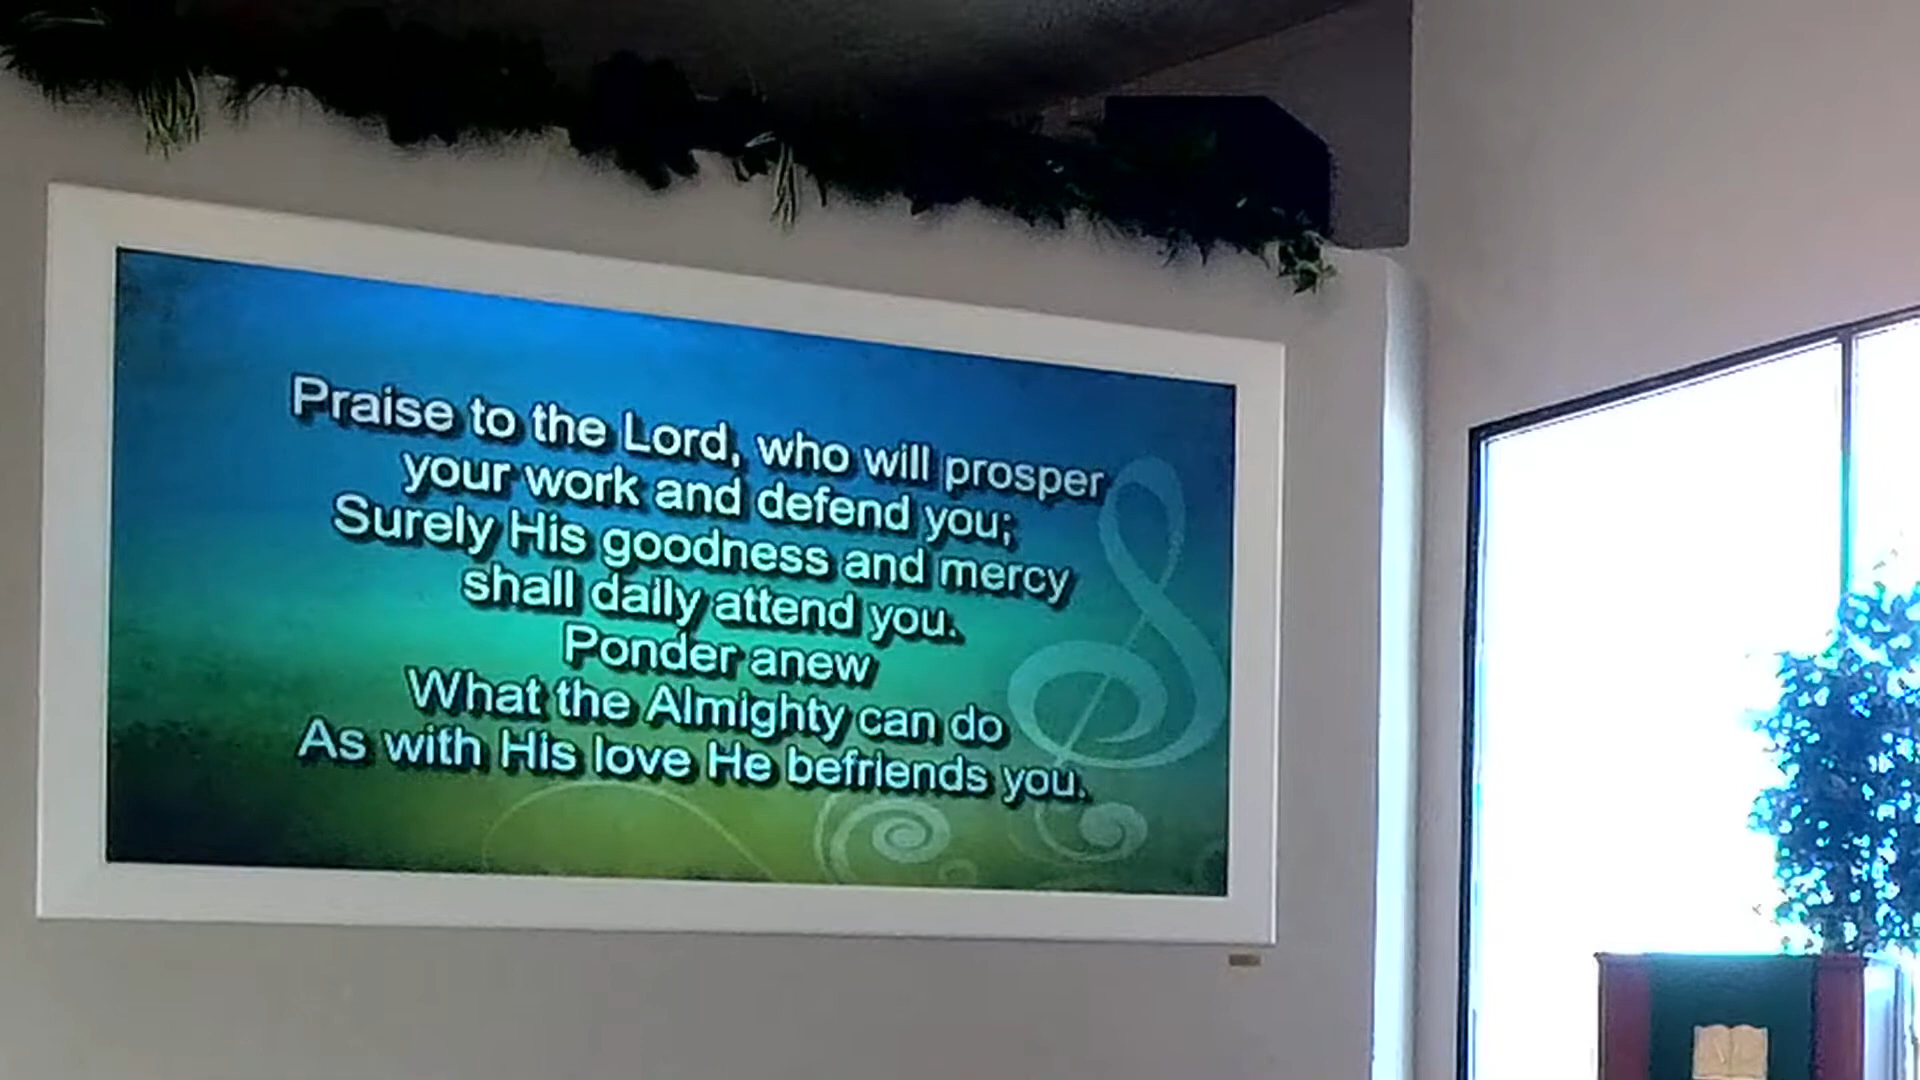 Praise to the Lord, who will prosper
your work and defend you;
Surely His goodness and mercy
shall daily attend you.
Ponder anew
What the Almighty can do
As with His love He befriends you.